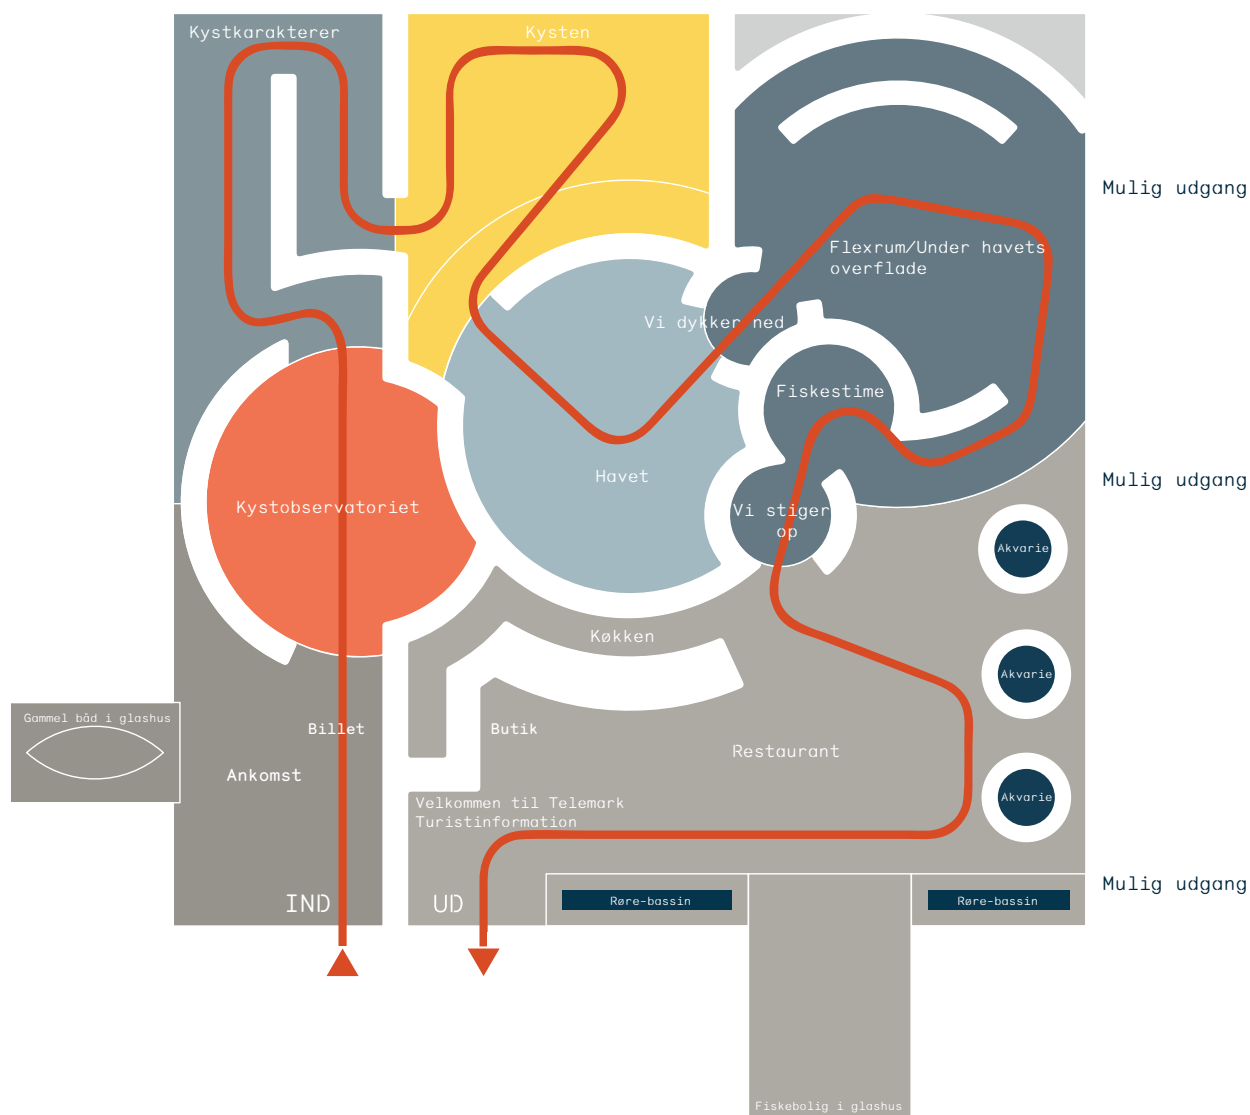 Kystkarakterer
Kysten
Mulig udgang
Flexrum/Under havets
overflade
Vi dykker ned
Fiskestime
Havet
Mulig udgang
Kystobservatoriet
Vi stiger
op
Akvarie
Køkken
Akvarie
Gammel båd i glashus
Billet
Butik
Restaurant
Ankomst
Akvarie
Velkommen til Telemark
Turistinformation
Mulig udgang
IND
UD
Røre-bassin
Røre-bassin
Fiskebolig i glashus